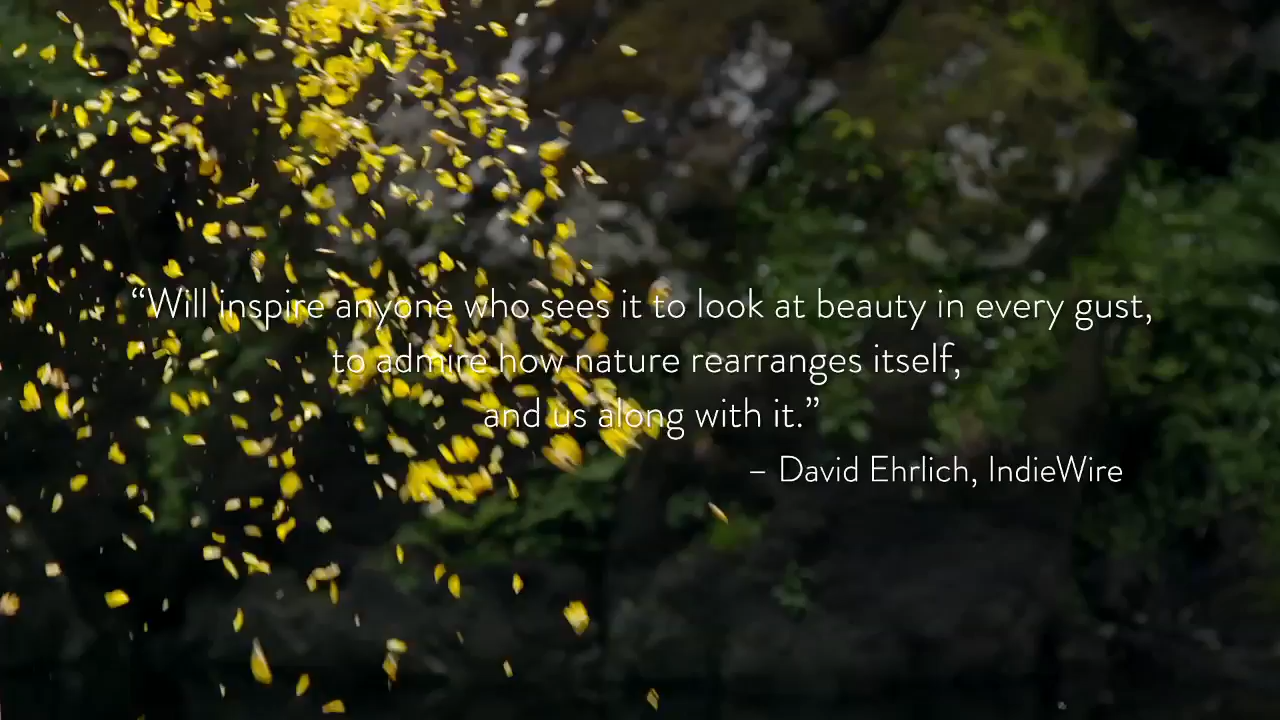 “Will inspire anyone who sees it to look at beauty in every gust,
to admire how nature rearranges itself,
and us along with it.”
– David Ehrlich, IndieWire